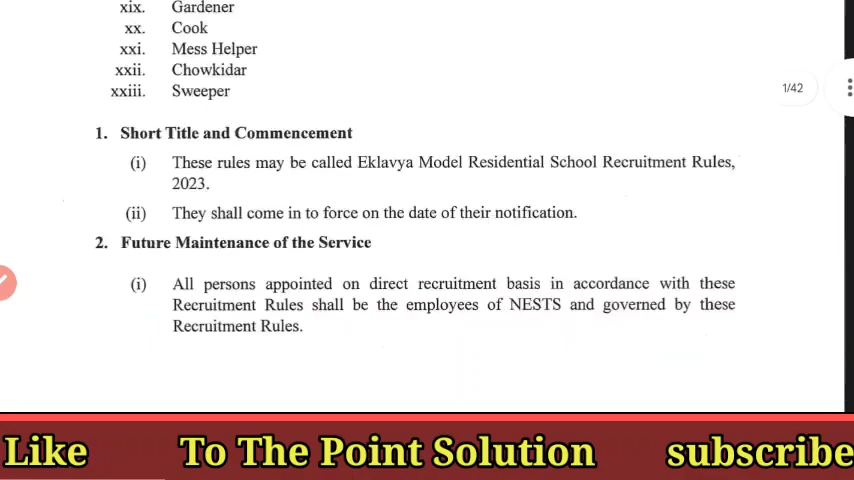 xix. Gardener
xx. Cook
xxi. Mess Helper
xxii. Chowkidar
xxiii. Sweeper
1/42
1. Short Title and Commencement
(i) These rules may be called Eklavya Model Residential School Recruitment Rules,
2023.
(ii) They shall come in to force on the date of their notification.
2. Future Maintenance of the Service
(i) All persons appointed on direct recruitment basis in accordance with these
Recruitment Rules shall be the employees of NESTS and governed by these
Recruitment Rules.
Like To The Point Solution subscribe